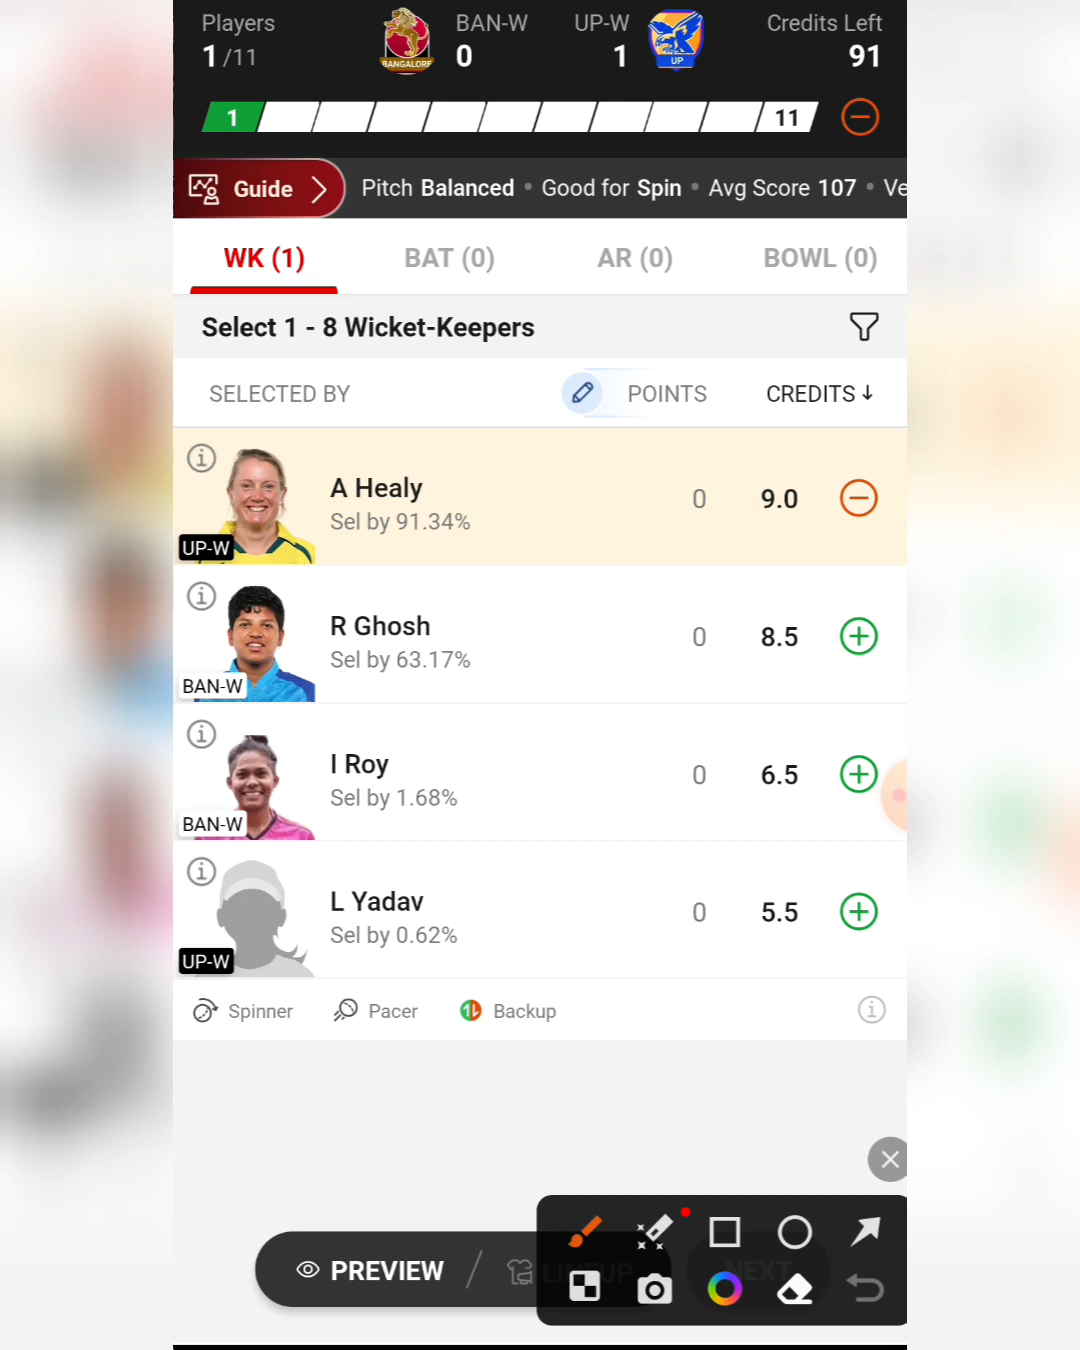 Players BAN-W UP-W Credits Left
1/11 0 1 91
BANGALORE UP
1 11
Guide Pitch Balanced • Good for Spin • Avg Score 107 • Ve
WK (1) BAT (0) AR (0) BOWL (0)
Select 1 - 8 Wicket-Keepers
SELECTED BY POINTS CREDITS↓
A Healy 0 9.0
Sel by 91.34%
UP-W
R Ghosh 0 8.5
Sel by 63.17%
BAN-W
I Roy 0 6.5
Sel by 1.68%
BAN-W
L Yadav 0 5.5
Sel by 0.62%
UP-W
Spinner Pacer Backup
PREVIEW / LINEUP NEXT